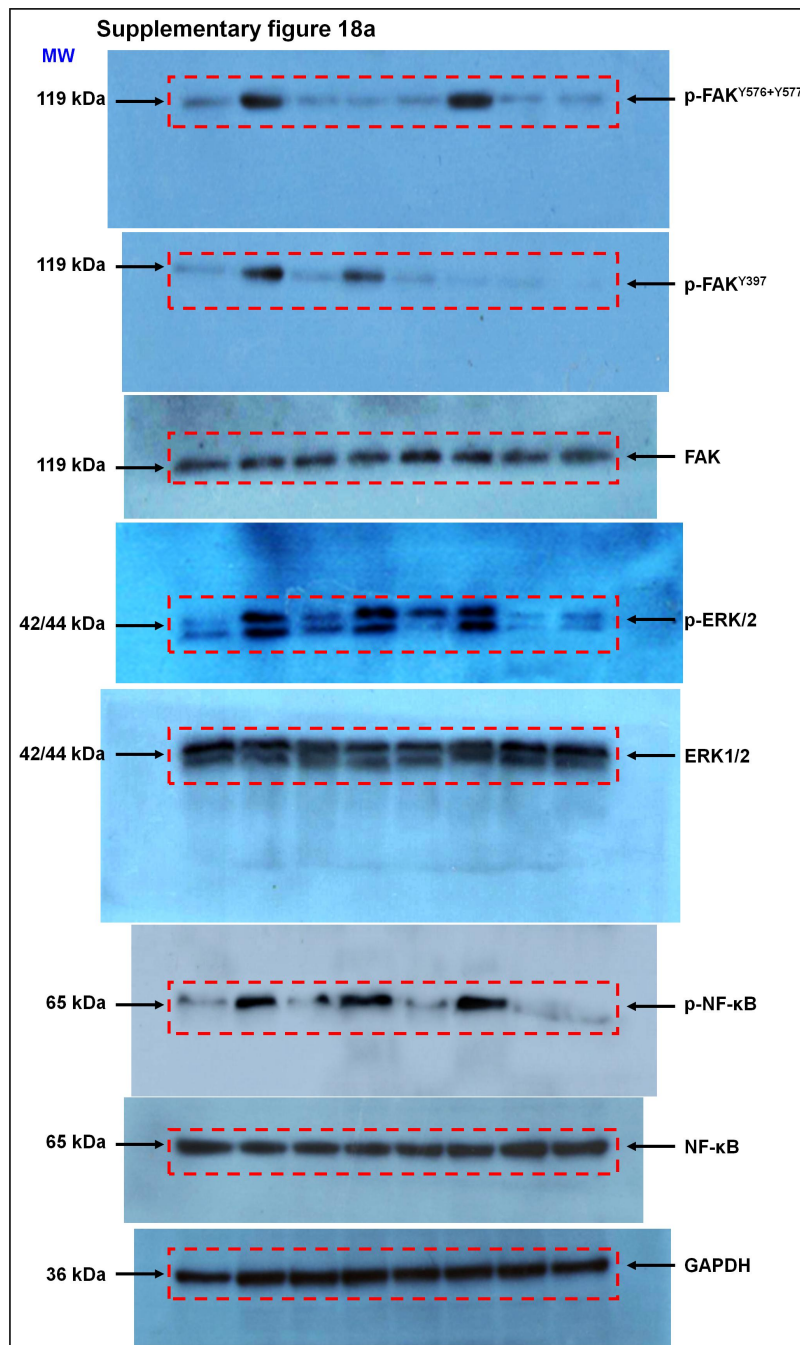 Supplementary figure 18a
MW
119 kDa
p-FAKY576+Y577
119 kDa
p-FAKY397
119 kDa
FAK
42/44 kDa
p-ERK/2
42/44 kDa
ERK1/2
65 kDa
p-NF-κB
65 kDa
NF-κB
36 kDa
GAPDH